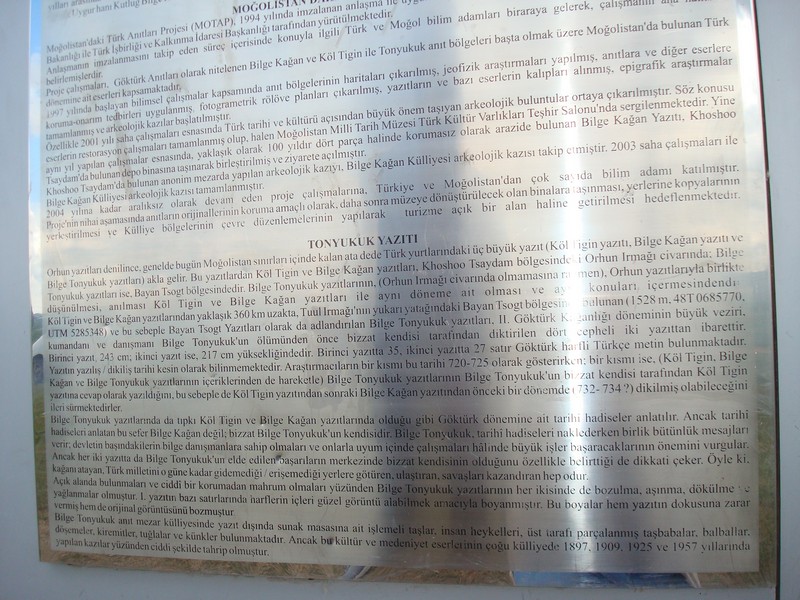 yılları
Uygur hanı Kutlug Bilge
MOĞOLİSTAN'DA
Moğolistan'daki Türk Anıtları Projesi (MOTAP), 1994 yılında imzalanan anlaşma ile
Bakanlığı ile Türk İşbirliği ve Kalkınma İdaresi Başkanlığı tarafından yürütülmektedir.
Anlaşmanın imzalanmasını takip eden süreç içerisinde konuyla ilgili Türk ve Moğol bilim adamları biraraya gelerek, çalışmanın ana
belirlemişlerdir.
Proje çalışmaları, Göktürk Anıtları olarak nitelenen Bilge Kağan ve Köl Tigin ile Tonyukuk anıt bölgeleri başta olmak üzere Moğolistan'da bulunan Türk
dönemine ait eserleri kapsamaktadır.
1997 yılında başlayan bilimsel çalışmalar kapsamında anıt bölgelerinin haritaları çıkarılmış, jeofizik araştırmaları yapılmış, anıtlara ve diğer eserlere
koruma-onarım tedbirleri uygulanmış, fotogrametrik rölöve planları çıkarılmış, yazıtların ve bazı eserlerin kalıpları alınmış, epigrafik araştırmalar
tamamlanmış ve arkeolojik kazılar başlatılmıştır.
Özellikle 2001 yılı saha çalışmaları esnasında Türk tarihi ve kültürü açısından büyük önem taşıyan arkeolojik buluntular ortaya çıkarılmıştır. Söz konusu
eserlerin restorasyon çalışmaları tamamlanmış olup, halen Moğolistan Milli Tarih Müzesi Türk Kültür Varlıkları Teşhir Salonu'nda sergilenmektedir. Yine
aynı yıl yapılan çalışmalar esnasında, yaklaşık olarak 100 yıldır dört parça halinde korumasız olarak arazide bulunan Bilge Kağan Yazıtı, Khoshoo
Tsaydam'da bulunan depo binasına taşınarak birleştirilmiş ve ziyarete açılmıştır.
Khoshoo Tsaydam'da bulunan anonim mezarda yapılan arkeolojik kazıyı, Bilge Kağan Külliyesi arkeolojik kazısı takip etmiştir. 2003 saha çalışmaları ile
Bilge Kağan Külliyesi arkeolojik kazısı tamamlanmıştır.
2004 yılına kadar aralıksız olarak devam eden proje çalışmalarına, Türkiye ve Moğolistan'dan çok sayıda bilim adamı katılmıştır.
Proje'nin nihai aşamasında anıtların orijinallerinin koruma amaçlı olarak, daha sonra müzeye dönüştürülecek olan binalara taşınması, yerlerine kopyalarının
yerleştirilmesi ve Külliye bölgelerinin çevre düzenlemelerinin yapılarak turizme açık bir alan haline getirilmesi hedeflenmektedir.
TONYUKUK YAZITI
Orhun yazıtları denilince, genelde bugün Moğolistan sınırları içinde kalan ata dede Türk yurtlarındaki üç büyük yazıt (Köl Tigin yazıtı, Bilge Kağan yazıtı ve
Bilge Tonyukuk yazıtları) akla gelir. Bu yazıtlardan Köl Tigin ve Bilge Kağan yazıtları, Khoshoo Tsaydam bölgesindeki Orhun Irmağı civarında; Bilge
Tonyukuk yazıtları ise, Bayan Tsogt bölgesindedir. Bilge Tonyukuk yazıtlarının, (Orhun Irmağı civarında olmamasına rağmen), Orhun yazıtlarıyla birlikte
düşünülmesi, anılması Köl Tigin ve Bilge Kağan yazıtları ile aynı döneme ait olması ve aynı konuları içermesindendir.
Köl Tigin ve Bilge Kağan yazıtlarından yaklaşık 360 km uzakta, Tuul Irmağı'nın yukarı yatağındaki Bayan Tsogt bölgesinde bulunan (1528 m. 48T 0685770,
UTM 5285348) ve bu sebeple Bayan Tsogt Yazıtları olarak da adlandırılan Bilge Tonyukuk yazıtları, II. Göktürk Kağanlığı döneminin büyük veziri,
kumandanı ve danışmanı Bilge Tonyukuk'un ölümünden önce bizzat kendisi tarafından diktirilen dört cepheli iki yazıttan ibarettir.
Birinci yazıt, 243 cm; ikinci yazıt ise, 217 cm yüksekliğindedir. Birinci yazıtta 35, ikinci yazıtta 27 satır Göktürk harfli Türkçe metin bulunmaktadır.
Yazıtın yazılış / dikiliş tarihi kesin olarak bilinmemektedir. Araştırmacıların bir kısmı bu tarihi 720-725 olarak gösterirken; bir kısmı ise, (Köl Tigin, Bilge
Kağan ve Bilge Tonyukuk yazıtlarının içeriklerinden de hareketle) Bilge Tonyukuk yazıtlarının Bilge Tonyukuk'un bizzat kendisi tarafından Köl Tigin
yazıtına cevap olarak yazıldığını, bu sebeple de Köl Tigin yazıtından sonraki Bilge Kağan yazıtından önceki bir dönemde (732- 734 ?) dikilmiş olabileceğini
ileri sürmektedirler.
Bilge Tonyukuk yazıtlarında da tıpkı Köl Tigin ve Bilge Kağan yazıtlarında olduğu gibi Göktürk dönemine ait tarihî hadiseler anlatılır. Ancak tarihî
hadiseleri anlatan bu sefer Bilge Kağan değil; bizzat Bilge Tonyukuk'un kendisidir. Bilge Tonyukuk, tarihî hadiseleri naklederken birlik bütünlük mesajları
verir; devletin başındakilerin bilge danışmanlara sahip olmaları ve onlarla uyum içinde çalışmaları hâlinde büyük işler başaracaklarının önemini vurgular.
Ancak her iki yazıtta da Bilge Tonyukuk'un elde edilen başarıların merkezinde bizzat kendisinin olduğunu özellikle belirttiği de dikkati çeker. Öyle ki,
kağanı atayan, Türk milletini o güne kadar gidemediği / erişemediği yerlere götüren, ulaştıran, savaşları kazandıran hep odur.
Açık alanda bulunmaları ve ciddî bir korumadan mahrum olmaları yüzünden Bilge Tonyukuk yazıtlarının her ikisinde de bozulma, aşınma, dökülme ve
yağlanmalar olmuştur. 1. yazıtın bazı satırlarında harflerin içleri güzel görüntü alabilmek amacıyla boyanmıştır. Bu boyalar hem yazıtın dokusuna zarar
vermiş hem de orijinal görüntüsünü bozmuştur.
Bilge Tonyukuk anıt mezar külliyesinde yazıt dışında sunak masasına ait işlemeli taşlar, insan heykelleri, üst tarafı parçalanmış taşbabalar, balballar,
döşemeler, kiremitler, tuğlalar ve künkler bulunmaktadır. Ancak bu kültür ve medeniyet eserlerinin çoğu külliyede 1897, 1909, 1925 ve 1957 yıllarında
yapılan kazılar yüzünden ciddî şekilde tahrip olmuştur.